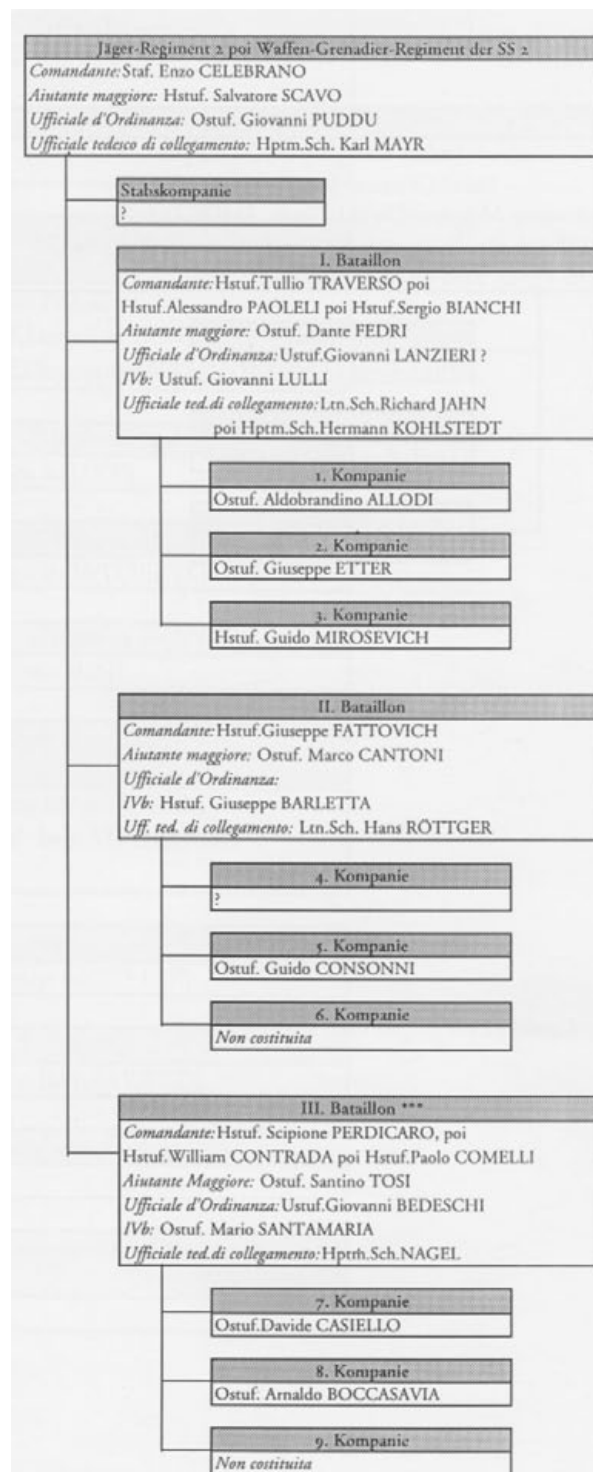 Jäger-Regiment 2 poi Waffen-Grenadier-Regiment der SS 2
Comandante: Staf. Enzo CELEBRANO
Aiutante maggiore: Hstuf. Salvatore SCAVO
Ufficiale d'Ordinanza: Ostuf. Giovanni PUDDU
Ufficiale tedesco di collegamento: Hptm.Sch. Karl MAYR
Stabskompanie
?
I. Bataillon
Comandante: Hstuf.Tullio TRAVERSO poi
Hstuf.Alessandro PAOLELI poi Hstuf.Sergio BIANCHI
Aiutante maggiore: Ostuf. Dante FEDRI
Ufficiale d'Ordinanza: Ustuf.Giovanni LANZIERI ?
IVb: Ustuf. Giovanni LULLI
Ufficiale ted.di collegamento: Ltn.Sch.Richard JAHN
poi Hptm.Sch.Hermann KOHLSTEDT
1. Kompanie
Ostuf. Aldobrandino ALLODI
2. Kompanie
Ostuf. Giuseppe ETTER
3. Kompanie
Hstuf. Guido MIROSEVICH
II. Bataillon
Comandante: Hstuf.Giuseppe FATTOVICH
Aiutante maggiore: Ostuf. Marco CANTONI
Ufficiale d'Ordinanza:
IVb: Hstuf. Giuseppe BARLETTA
Uff. ted. di collegamento: Ltn.Sch. Hans RÖTTGER
4. Kompanie
?
5. Kompanie
Ostuf. Guido CONSONNI
6. Kompanie
Non costituita
III. Bataillon ***
Comandante: Hstuf. Scipione PERDICARO, poi
Hstuf.William CONTRADA poi Hstuf.Paolo COMELLI
Aiutante Maggiore: Ostuf. Santino TOSI
Ufficiale d'Ordinanza: Ustuf.Giovanni BEDESCHI
IVb: Ostuf. Mario SANTAMARIA
Ufficiale ted.di collegamento: Hptm.Sch.NAGEL
7. Kompanie
Ostuf.Davide CASIELLO
8. Kompanie
Ostuf. Arnaldo BOCCASAVIA
9. Kompanie
Non costituita